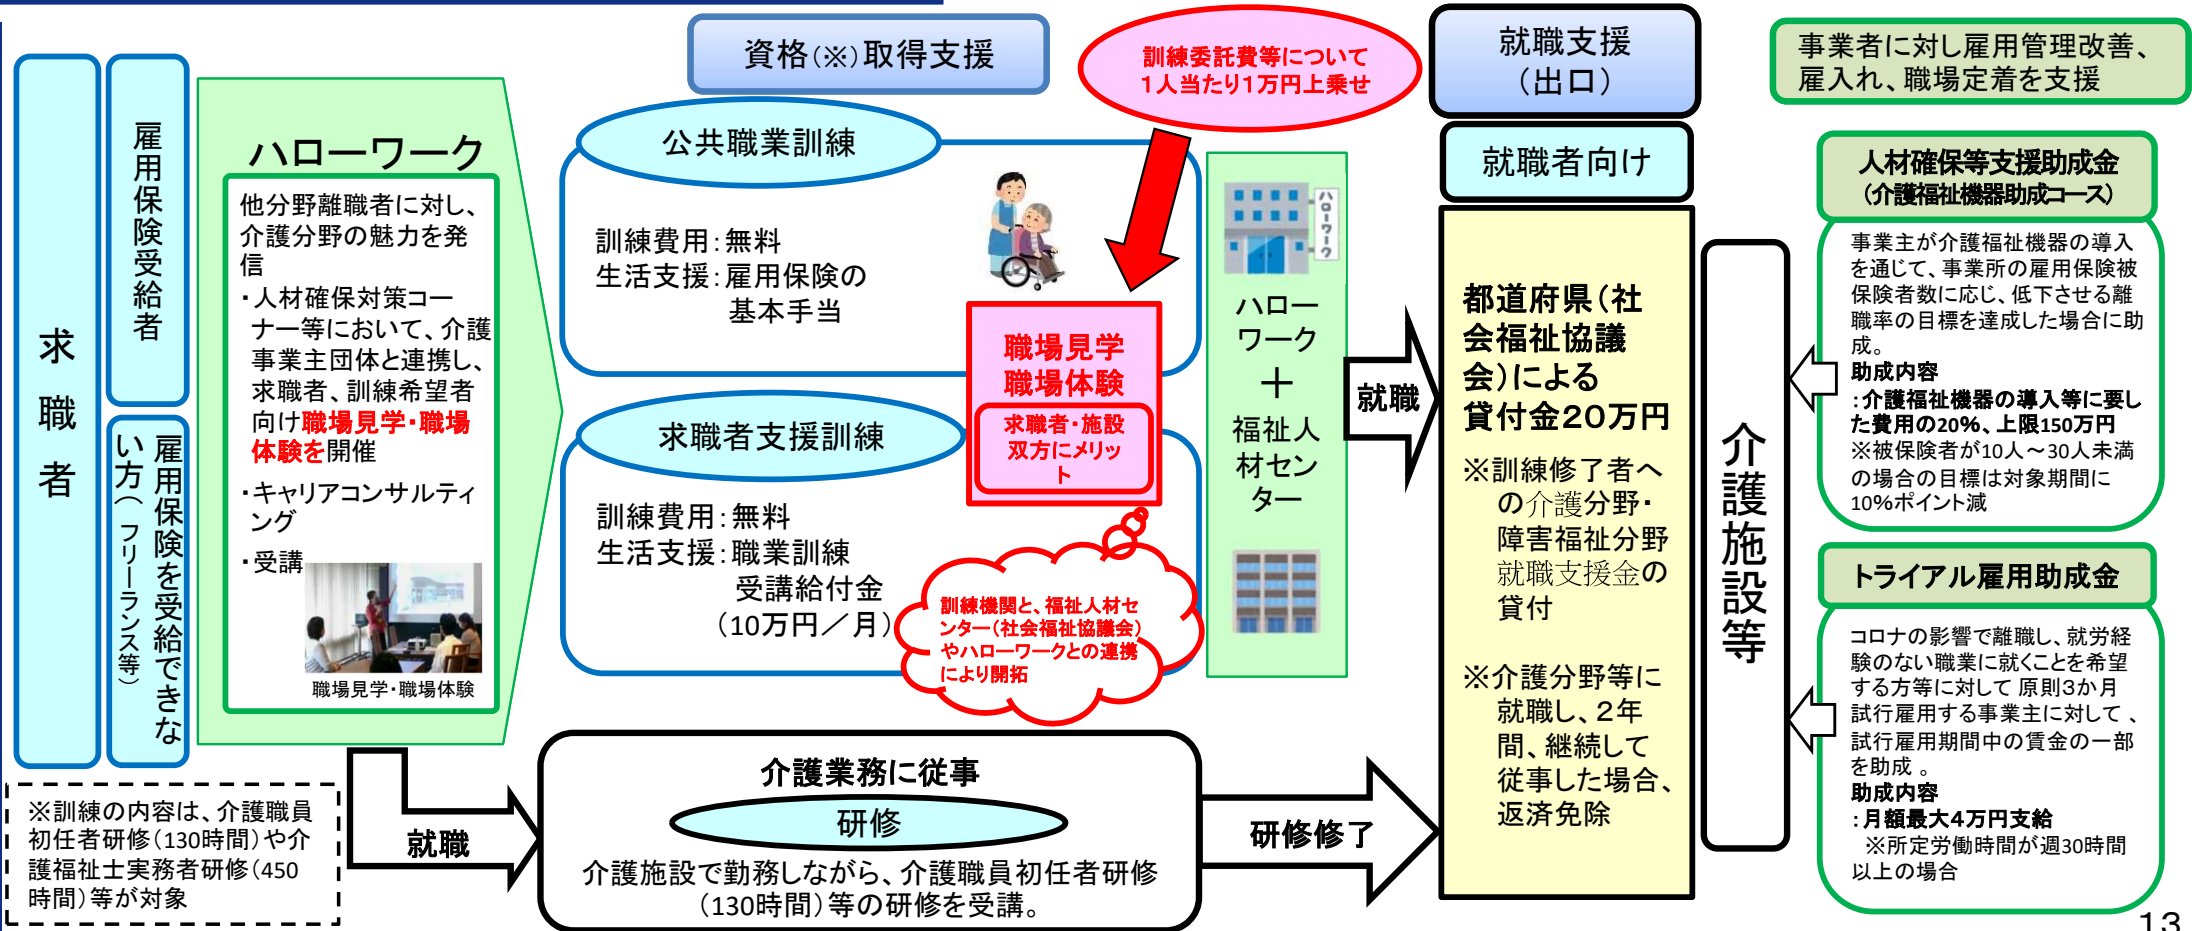 資格(※)取得支援
訓練委託費等について
1人当たり1万円上乗せ
就職支援
(出口)
事業者に対し雇用管理改善、
雇入れ、職場定着を支援
求職者
雇用保険受給者
雇用保険を受給できな
い方(フリーランス等)
ハローワーク
他分野離職者に対し、
介護分野の魅力を発
信
・人材確保対策コー
ナー等において、介護
事業主団体と連携し、
求職者、訓練希望者
向け職場見学・職場
体験を開催
・キャリアコンサルティ
ング
・受講
職場見学・職場体験
公共職業訓練
訓練費用:無料
生活支援:雇用保険の
基本手当
求職者支援訓練
訓練費用:無料
生活支援:職業訓練
受講給付金
(10万円／月)
職場見学
職場体験
求職者・施設
双方にメリッ
ト
訓練機関と、福祉人材セ
ンター(社会福祉協議会)
やハローワークとの連携
により開拓
ハローワーク
ハロー
ワーク
＋
福祉人
材セン
ター
就職
就職者向け
都道府県(社
会福祉協議
会)による
貸付金20万円
※訓練修了者へ
の介護分野・
障害福祉分野
就職支援金の
貸付
※介護分野等に
就職し、2年
間、継続して
従事した場合、
返済免除
介護施設等
人材確保等支援助成金
(介護福祉機器助成コース)
事業主が介護福祉機器の導入
を通じて、事業所の雇用保険被
保険者数に応じ、低下させる離
職率の目標を達成した場合に助
成。
助成内容
:介護福祉機器の導入等に要し
た費用の20%、上限150万円
※被保険者が10人～30人未満
の場合の目標は対象期間に
10%ポイント減
トライアル雇用助成金
コロナの影響で離職し、就労経
験のない職業に就くことを希望
する方等に対して 原則3か月
試行雇用する事業主に対して 、
試行雇用期間中の賃金の一部
を助成 。
助成内容
:月額最大4万円支給
※所定労働時間が週30時間
以上の場合
※訓練の内容は、介護職員
初任者研修(130時間)や介
護福祉士実務者研修(450
時間)等が対象
就職
介護業務に従事
研修
介護施設で勤務しながら、介護職員初任者研修
(130時間)等の研修を受講。
研修修了
13